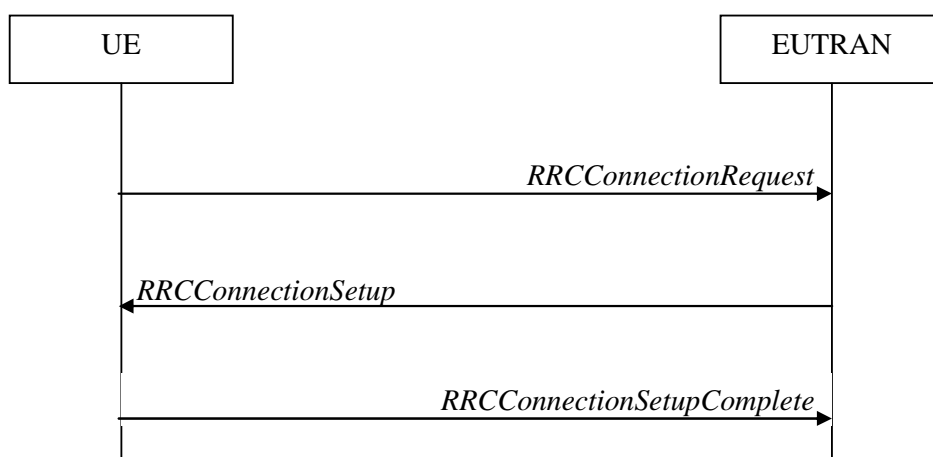 UE
EUTRAN
RRCConnectionRequest
RRCConnectionSetup
RRCConnectionSetupComplete